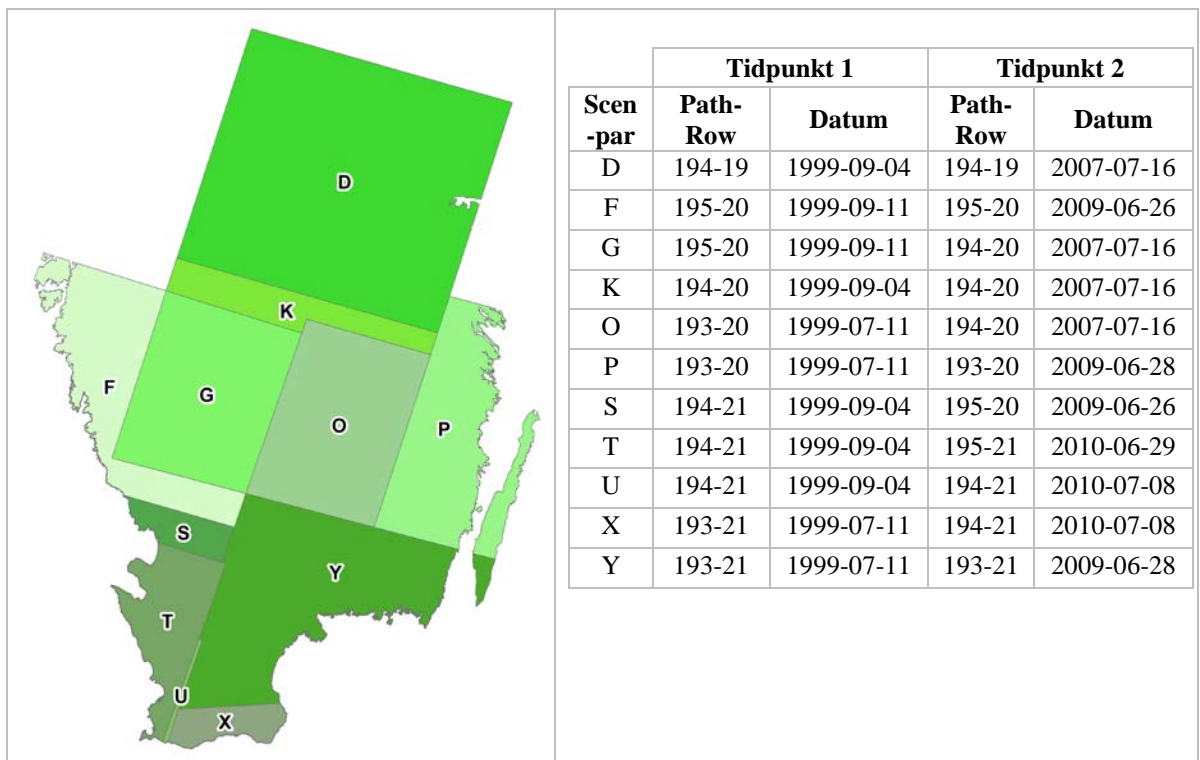 D
K
F
G
O
P
S
Y
T
U
X
Tidpunkt 1 Tidpunkt 2
Scen
-par Path-
Row Datum Path-
Row Datum
D 194-19 1999-09-04 194-19 2007-07-16
F 195-20 1999-09-11 195-20 2009-06-26
G 195-20 1999-09-11 194-20 2007-07-16
K 194-20 1999-09-04 194-20 2007-07-16
O 193-20 1999-07-11 194-20 2007-07-16
P 193-20 1999-07-11 193-20 2009-06-28
S 194-21 1999-09-04 195-20 2009-06-26
T 194-21 1999-09-04 195-21 2010-06-29
U 194-21 1999-09-04 194-21 2010-07-08
X 193-21 1999-07-11 194-21 2010-07-08
Y 193-21 1999-07-11 193-21 2009-06-28